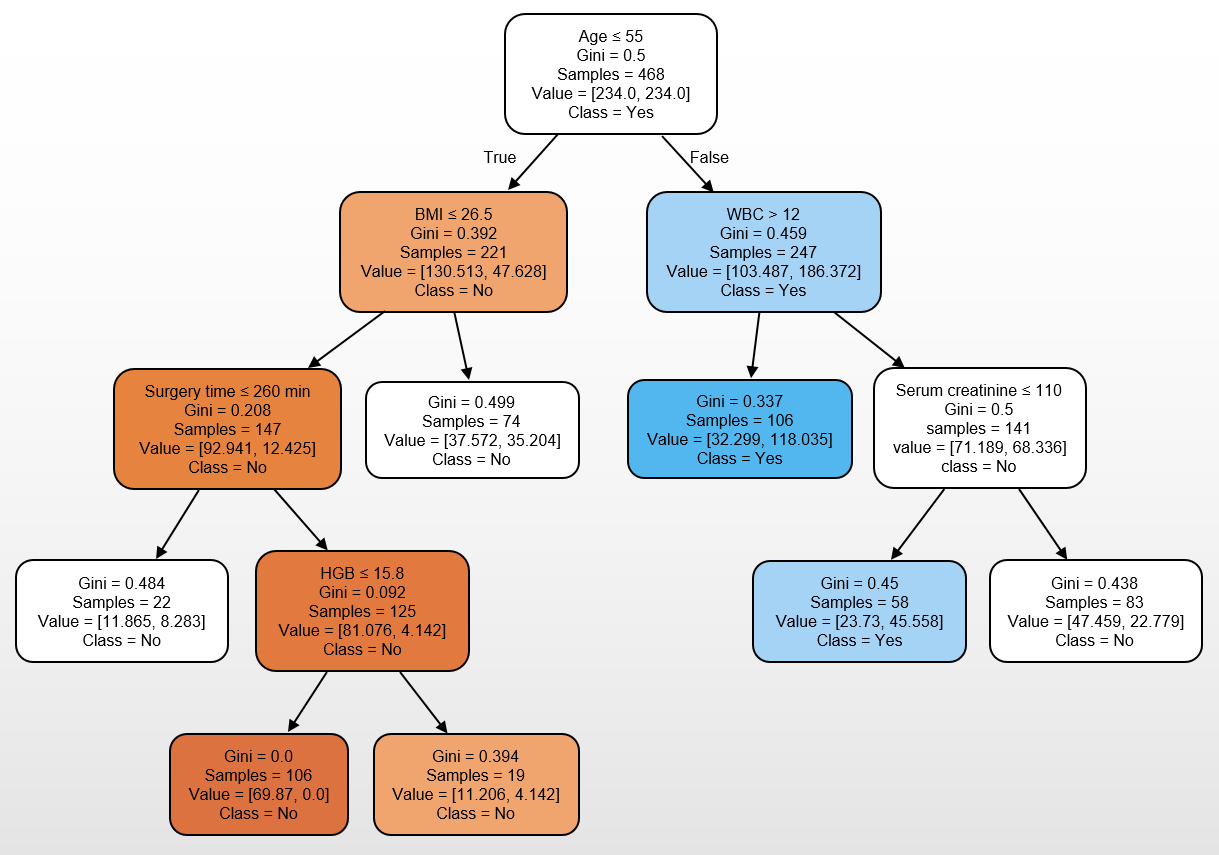 Age ≤ 55
Gini = 0.5
Samples = 468
Value = [234.0, 234.0]
Class = Yes
True
False
BMI ≤ 26.5
Gini = 0.392
Samples = 221
Value = [130.513, 47.628]
Class = No
WBC > 12
Gini = 0.459
Samples = 247
Value = [103.487, 186.372]
Class = Yes
Surgery time ≤ 260 min
Gini = 0.208
Samples = 147
Value = [92.941, 12.425]
Class = No
Gini = 0.499
Samples = 74
Value = [37.572, 35.204]
Class = No
Gini = 0.337
Samples = 106
Value = [32.299, 118.035]
Class = Yes
Serum creatinine ≤ 110
Gini = 0.5
samples = 141
value = [71.189, 68.336]
class = No
Gini = 0.484
Samples = 22
Value = [11.865, 8.283]
Class = No
HGB ≤ 15.8
Gini = 0.092
Samples = 125
Value = [81.076, 4.142]
Class = No
Gini = 0.45
Samples = 58
Value = [23.73, 45.558]
Class = Yes
Gini = 0.438
Samples = 83
Value = [47.459, 22.779]
Class = No
Gini = 0.0
Samples = 106
Value = [69.87, 0.0]
Class = No
Gini = 0.394
Samples = 19
Value = [11.206, 4.142]
Class = No